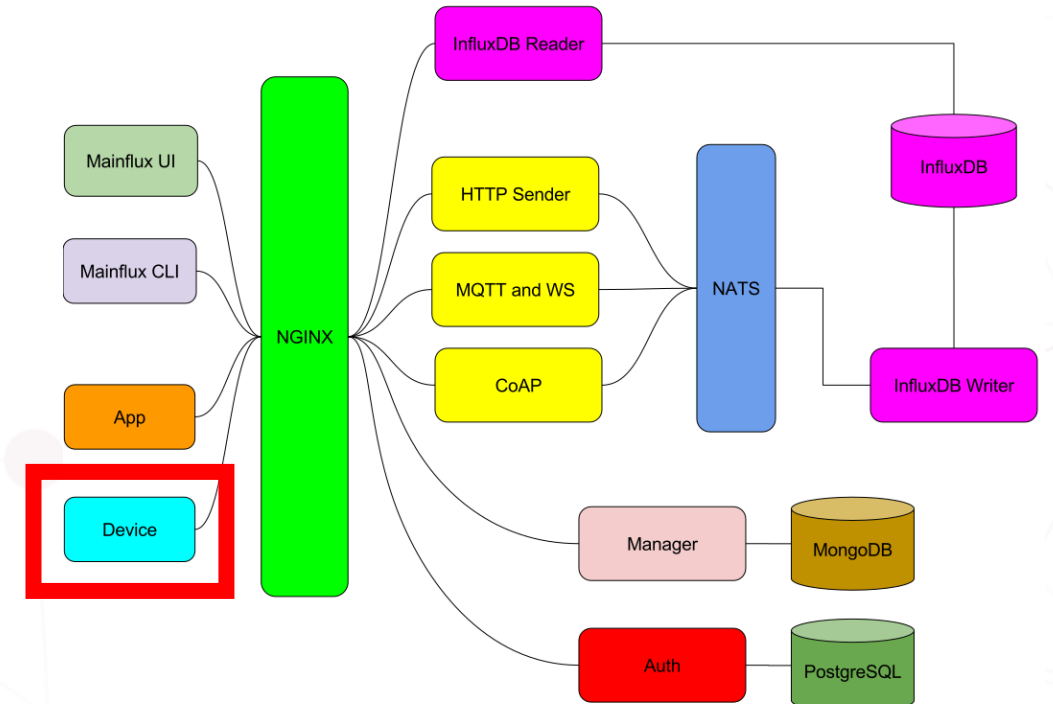 InfluxDB Reader
Mainflux UI
InfluxDB
HTTP Sender
Mainflux CLI
MQTT and WS
NATS
NGINX
CoAP
InfluxDB Writer
App
Device
Manager
MongoDB
Auth
PostgreSQL